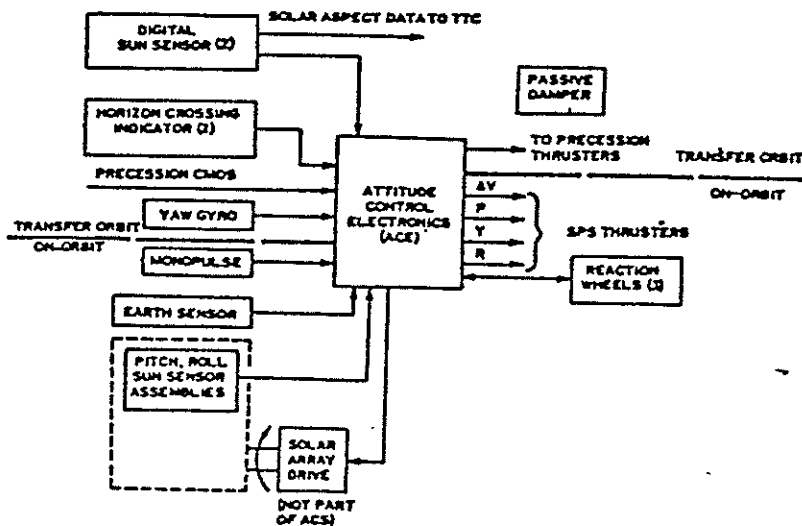 DIGITAL
SUN SENSOR (2)
SOLAR ASPECT DATA TO TTC
HORIZON CROSSING
INDICATOR (2)
PRECESSION CMDS
YAW GYRO
TRANSFER ORBIT
ON-ORBIT
MONOPULSE
EARTH SENSOR
PITCH, ROLL
SUN SENSOR
ASSEMBLIES
SOLAR
ARRAY
DRIVE
(NOT PART
OF ACS)
ATTITUDE
CONTROL
ELECTRONICS
(ACE)
PASSIVE
DAMPER
TO PRECESSION
THRUSTERS
TRANSFER ORBIT
ON-ORBIT
ΔV
P
Y
R
SPS THRUSTERS
REACTION
WHEELS (3)